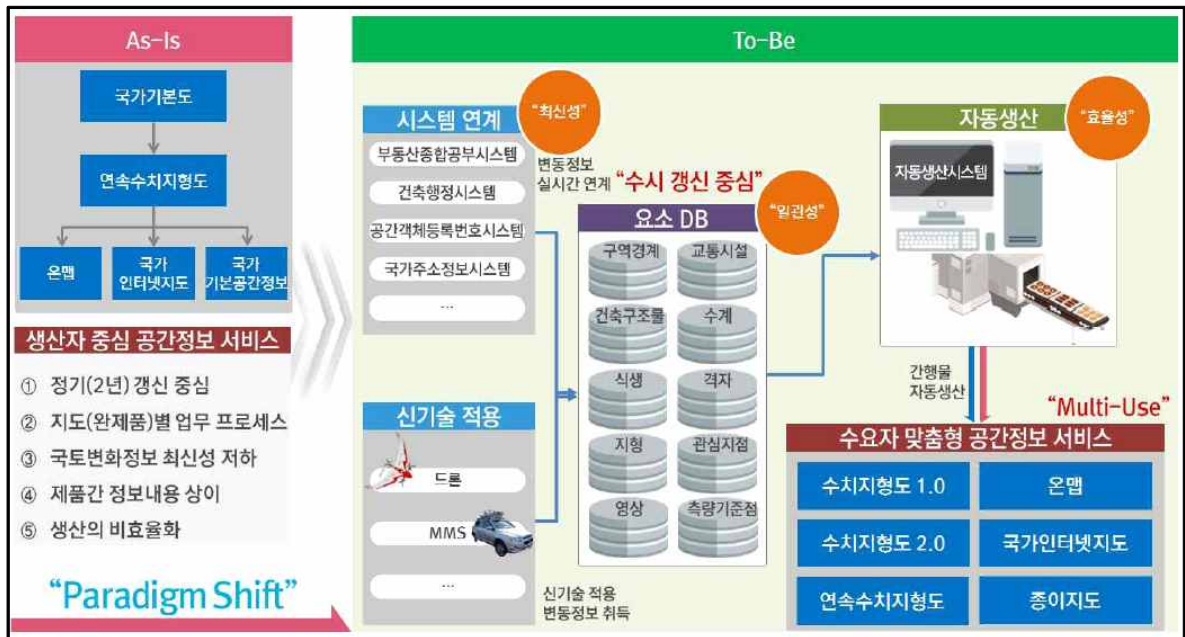 As-Is
국가기본도
연속수치지형도
온맵
국가
인터넷지도
국가
기본공간정보
생산자 중심 공간정보 서비스
① 정기(2년) 갱신 중심
② 지도(완제품)별 업무 프로세스
③ 국토변화정보 최신성 저하
④ 제품간 정보내용 상이
⑤ 생산의 비효율화
“Paradigm Shift”
To-Be
시스템 연계
“최신성”
부동산종합공부시스템
건축행정시스템
공간객체등록번호시스템
국가주소정보시스템
...
변동정보
실시간 연계
“수시 갱신 중심”
신기술 적용
드론
MMS
...
신기술 적용
변동정보 취득
요소 DB
“일관성”
구역경계
교통시설
건축구조물
수계
식생
격자
지형
관심지점
영상
측량기준점
자동생산
“효율성”
자동생산시스템
간행물
자동생산
“Multi-Use”
수요자 맞춤형 공간정보 서비스
수치지형도 1.0
온맵
수치지형도 2.0
국가인터넷지도
연속수치지형도
종이지도